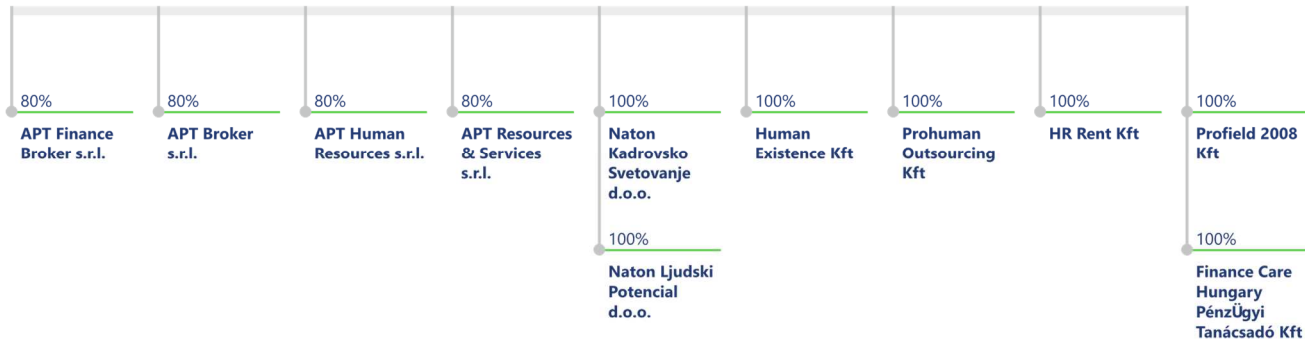 80%
APT Finance
Broker s.r.l.
80%
APT Broker
s.r.l.
80%
APT Human
Resources s.r.l.
80%
APT Resources
& Services
s.r.l.
100%
Naton
Kadrovsko
Svetovanje
d.o.o.
100%
Naton Ljudski
Potencial
d.o.o.
100%
Human
Existence Kft
100%
Prohuman
Outsourcing
Kft
100%
HR Rent Kft
100%
Profield 2008
Kft
100%
Finance Care
Hungary
PénzÜgyi
Tanácsadó Kft